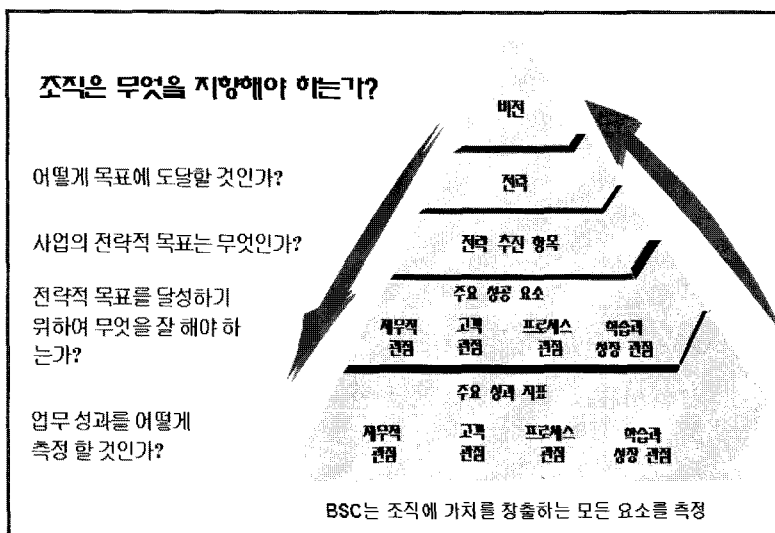 조직은 무엇을 지향해야 하는가?
비전
어떻게 목표에 도달할 것인가?
전략
사업의 전략적 목표는 무엇인가?
전략 추진 항목
전략적 목표를 달성하기
위하여 무엇을 잘 해야 하
는가?
주요 성공 요소
재무적 고객 프로세스 학습과
관점 관점 관점 성장 관점
업무 성과를 어떻게
측정 할 것인가?
주요 성과 지표
재무적 고객 프로세스 학습과
관점 관점 관점 성장 관점
BSC는 조직에 가치를 창출하는 모든 요소를 측정